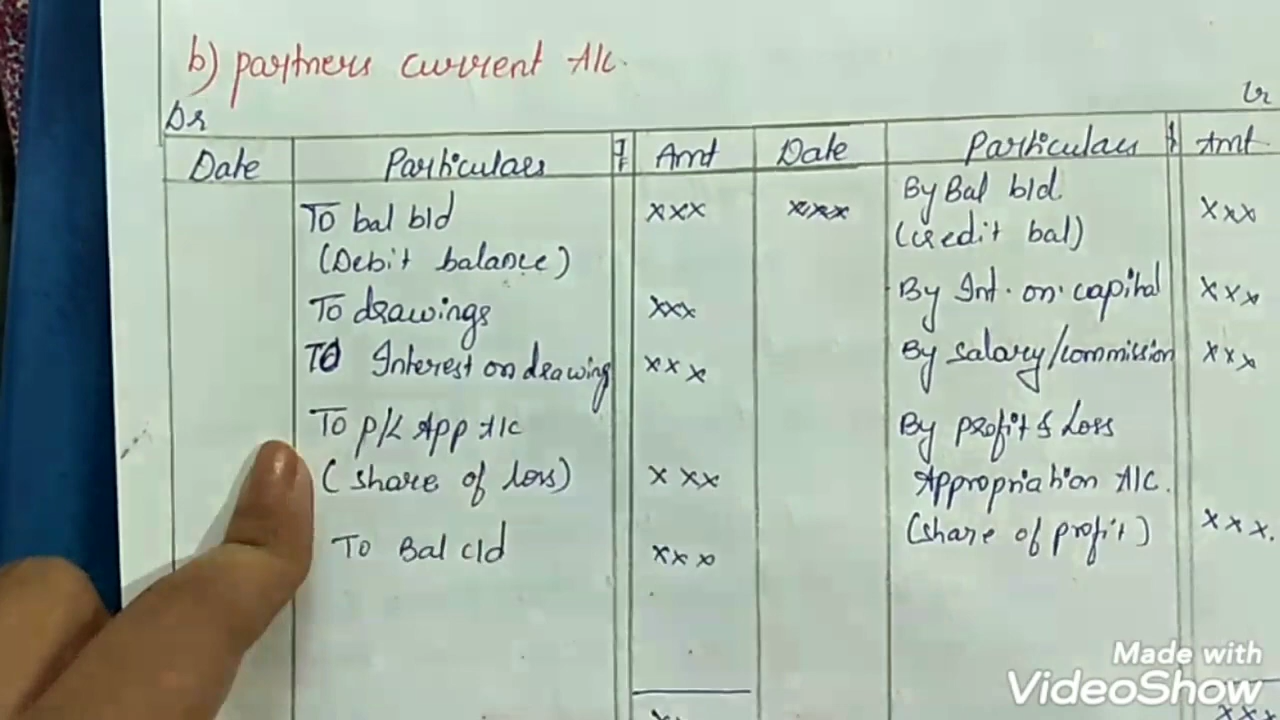 b) partners current A/c.
Dr
Cr
Date Particulars J.F Amt Date Particulars Amt
To bal b/d xxx xxx
(Debit balance)
To drawings xxx
To Interest on drawing xxx
To P/L App A/c
(share of loss) xxx
To Bal c/d xxx
By Bal b/d.
(credit bal) xxx
By Int. on. capital xxx
By salary/commission xxx
By profit & Loss
Appropriation A/c.
(share of profit) xxx.
xxx
Made with
VideoShow